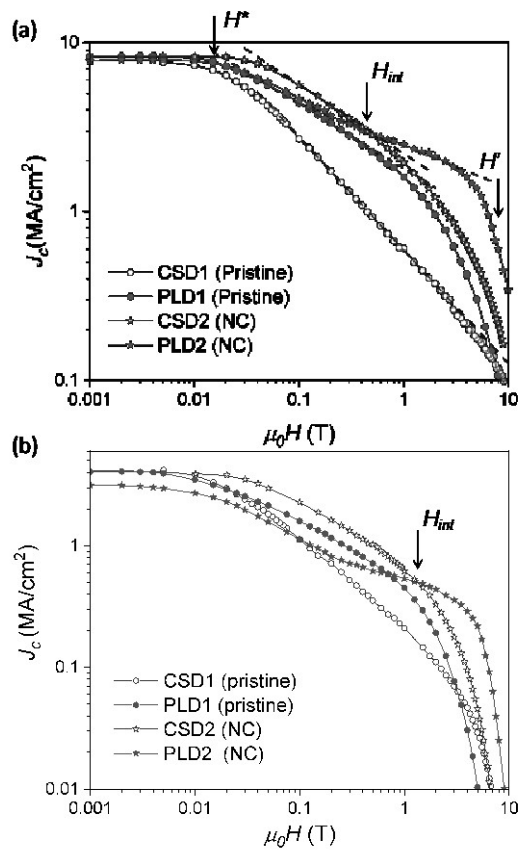 (a)
H*
10
H_int
H'
J_c(MA/cm²)
1
CSD1 (Pristine)
PLD1 (Pristine)
CSD2 (NC)
PLD2 (NC)
0.1
0.001 0.01 0.1 1 10
μ₀H (T)
(b)
H_int
J_c (MA/cm²)
1
0.1
CSD1 (pristine)
PLD1 (pristine)
CSD2 (NC)
PLD2 (NC)
0.01
0.001 0.01 0.1 1 10
μ₀H (T)